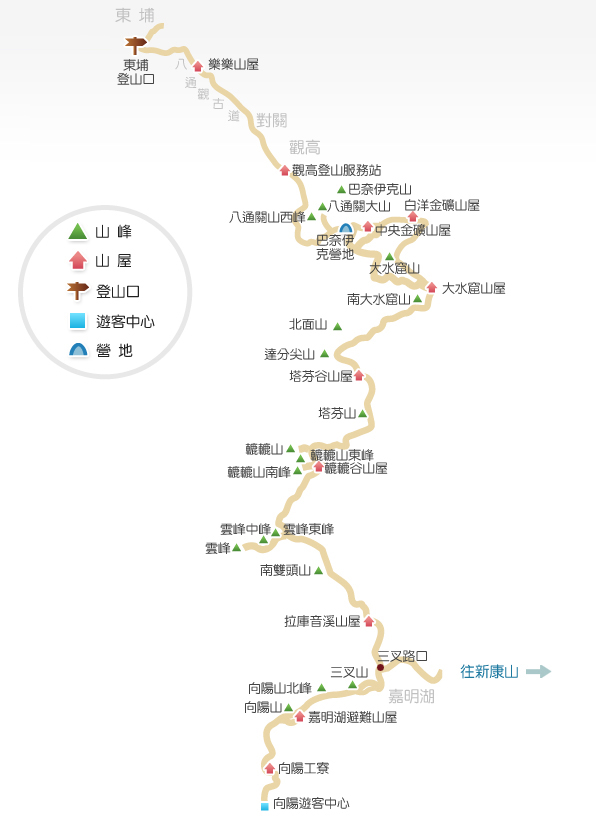 東 埔
東埔
登山口
八
通
觀
古
道
樂樂山屋
對關
觀高
觀高登山服務站
巴奈伊克山
八通關大山
白洋金礦山屋
八通關山西峰
中央金礦山屋
巴奈伊
克營地
大水窟山
大水窟山屋
南大水窟山
山 峰
山 屋
登山口
遊客中心
營 地
北面山
達分尖山
塔芬谷山屋
塔芬山
轆轆山
轆轆山東峰
轆轆山南峰
轆轆谷山屋
雲峰中峰
雲峰東峰
雲峰
南雙頭山
拉庫音溪山屋
三叉路口
三叉山
往新康山
向陽山北峰
嘉明湖
向陽山
嘉明湖避難山屋
向陽工寮
向陽遊客中心